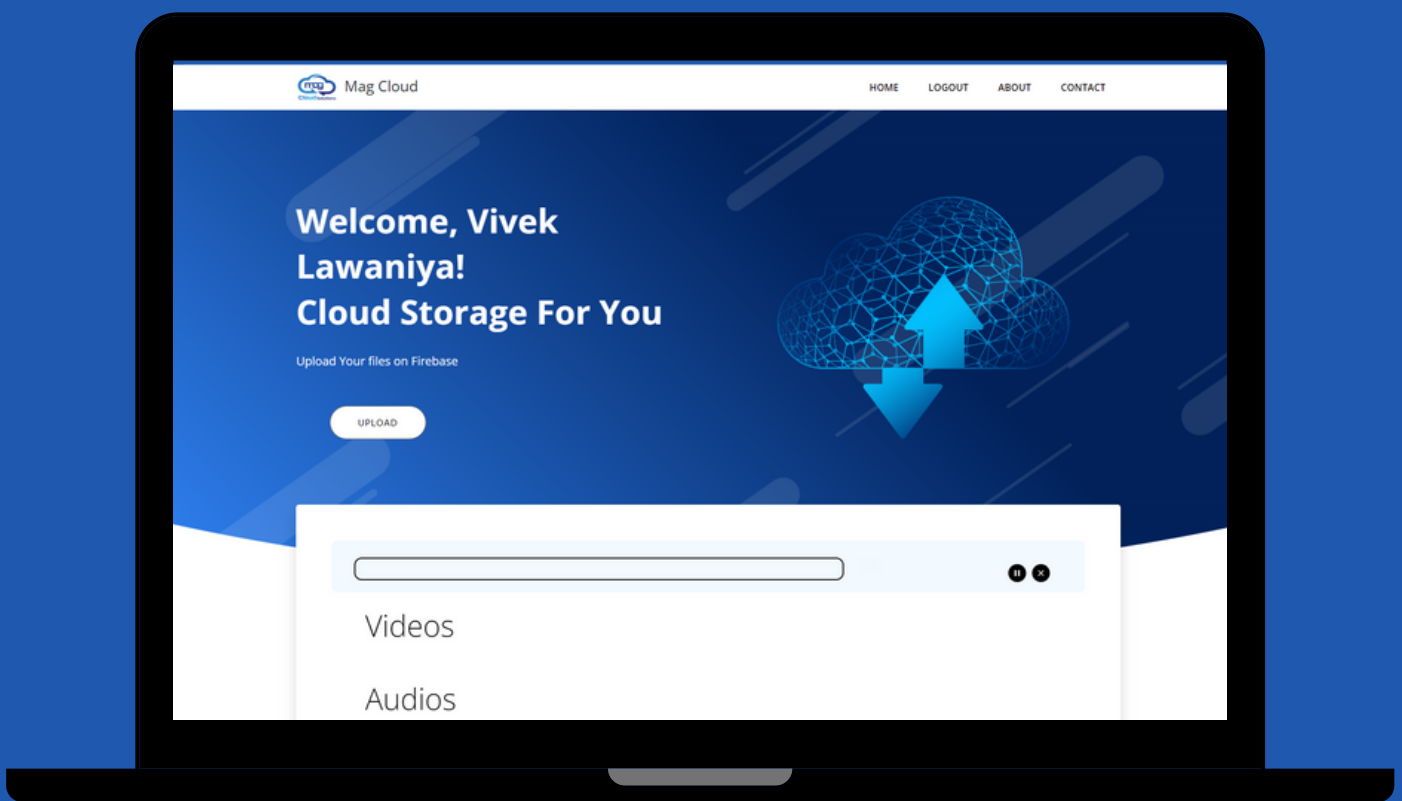 mag
Mag Cloud
HOME LOGOUT ABOUT CONTACT
Welcome, Vivek
Lawaniya!
Cloud Storage For You
Upload Your files on Firebase
UPLOAD
Videos
Audios